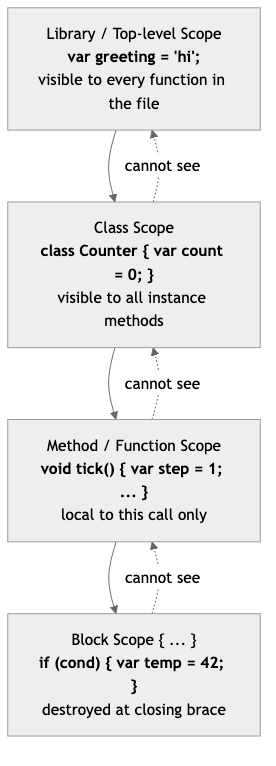 Library / Top-level Scope
var greeting = 'hi';
visible to every function in
the file
cannot see
Class Scope
class Counter { var count
= 0; }
visible to all instance
methods
cannot see
Method / Function Scope
void tick() { var step = 1;
... }
local to this call only
cannot see
Block Scope { ... }
if (cond) { var temp = 42;
}
destroyed at closing brace